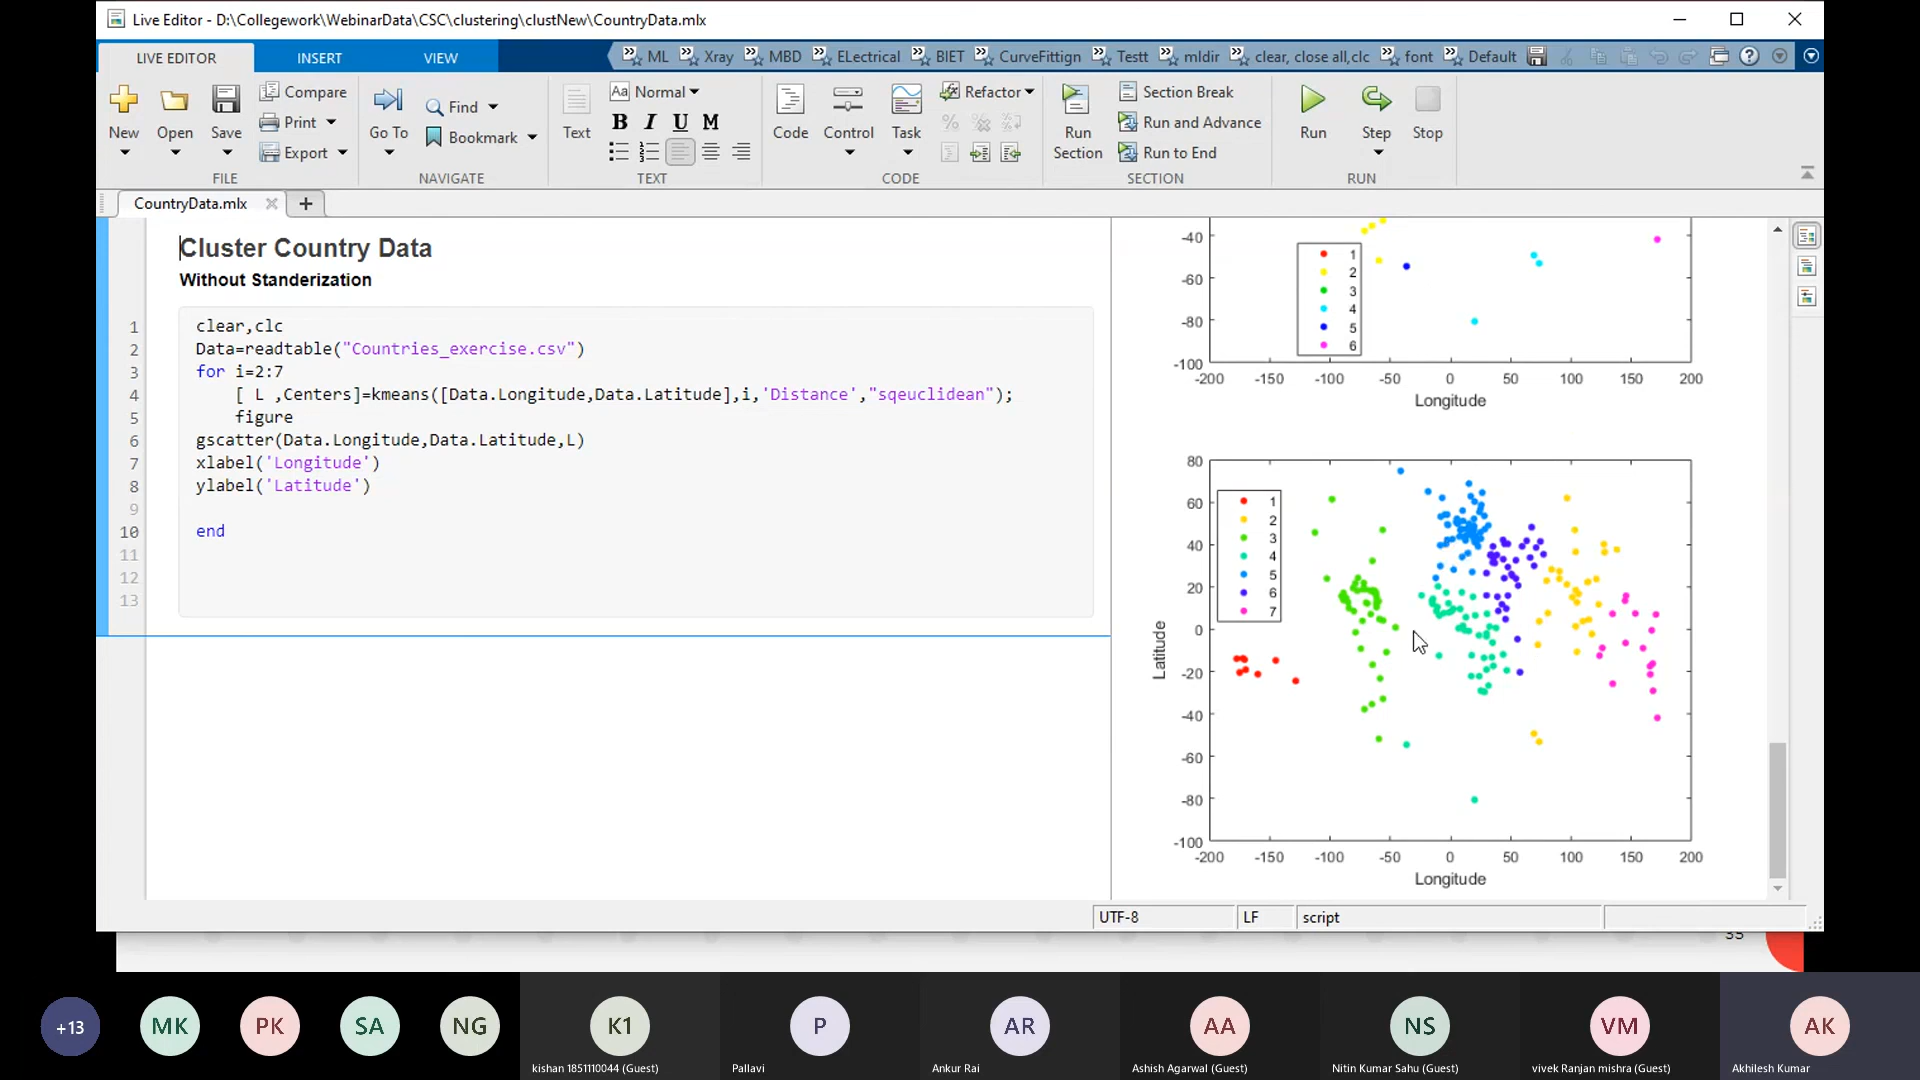 Live Editor - D:\Collegework\WebinarData\CSC\clustering\clustNew\CountryData.mlx
LIVE EDITOR INSERT VIEW ML Xray MBD ELectrical BIET CurveFittign Testt mldir clear, close all,clc font Default
New Open Save Compare Print Export
FILE
Go To Find Bookmark
NAVIGATE
Text Aa Normal
B I U M
TEXT
Code Control Task Refactor
CODE
Run Section Section Break
Run and Advance
Run to End
SECTION
Run Step Stop
RUN
CountryData.mlx
Cluster Country Data
Without Standerization
1 clear,clc
2 Data=readtable("Countries_exercise.csv")
3 for i=2:7
4 [ L ,Centers]=kmeans([Data.Longitude,Data.Latitude],i,'Distance',"sqeuclidean");
5 figure
6 gscatter(Data.Longitude,Data.Latitude,L)
7 xlabel('Longitude')
8 ylabel('Latitude')
9
10 end
11
12
13
-40
-60
-80
-100
1
2
3
4
5
6
-200 -150 -100 -50 0 50 100 150 200
Longitude
80
60
40
20
0
-20
-40
-60
-80
-100
Latitude
1
2
3
4
5
6
7
-200 -150 -100 -50 0 50 100 150 200
Longitude
UTF-8 LF script
35
+13 MK PK SA NG K1 P AR AA NS VM AK
kishan 1851110044 (Guest) Pallavi Ankur Rai Ashish Agarwal (Guest) Nitin Kumar Sahu (Guest) vivek Ranjan mishra (Guest) Akhilesh Kumar